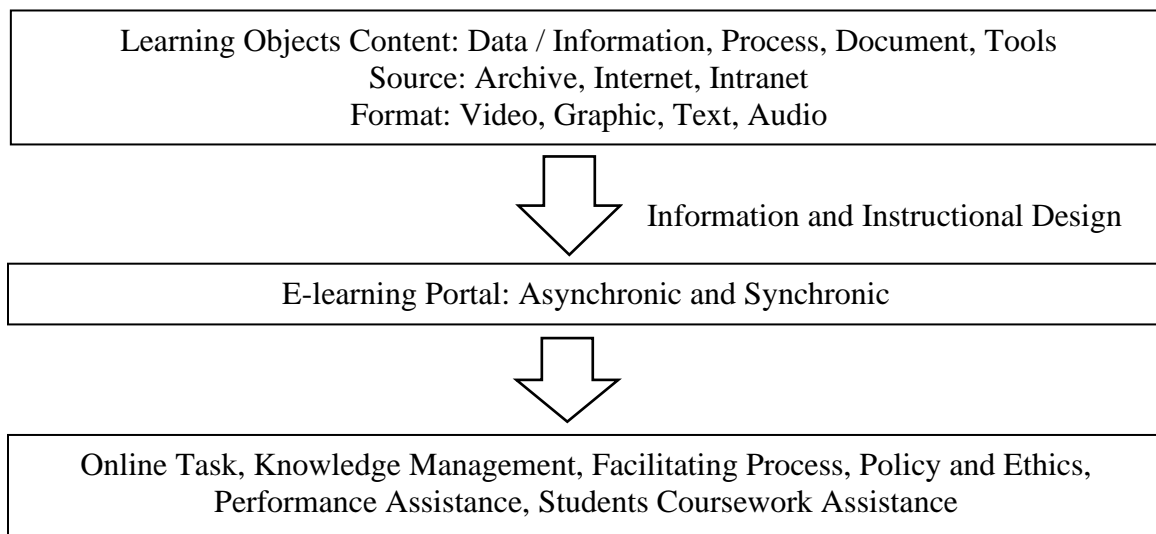 Learning Objects Content: Data / Information, Process, Document, Tools
Source: Archive, Internet, Intranet
Format: Video, Graphic, Text, Audio
Information and Instructional Design
E-learning Portal: Asynchronic and Synchronic
Online Task, Knowledge Management, Facilitating Process, Policy and Ethics,
Performance Assistance, Students Coursework Assistance